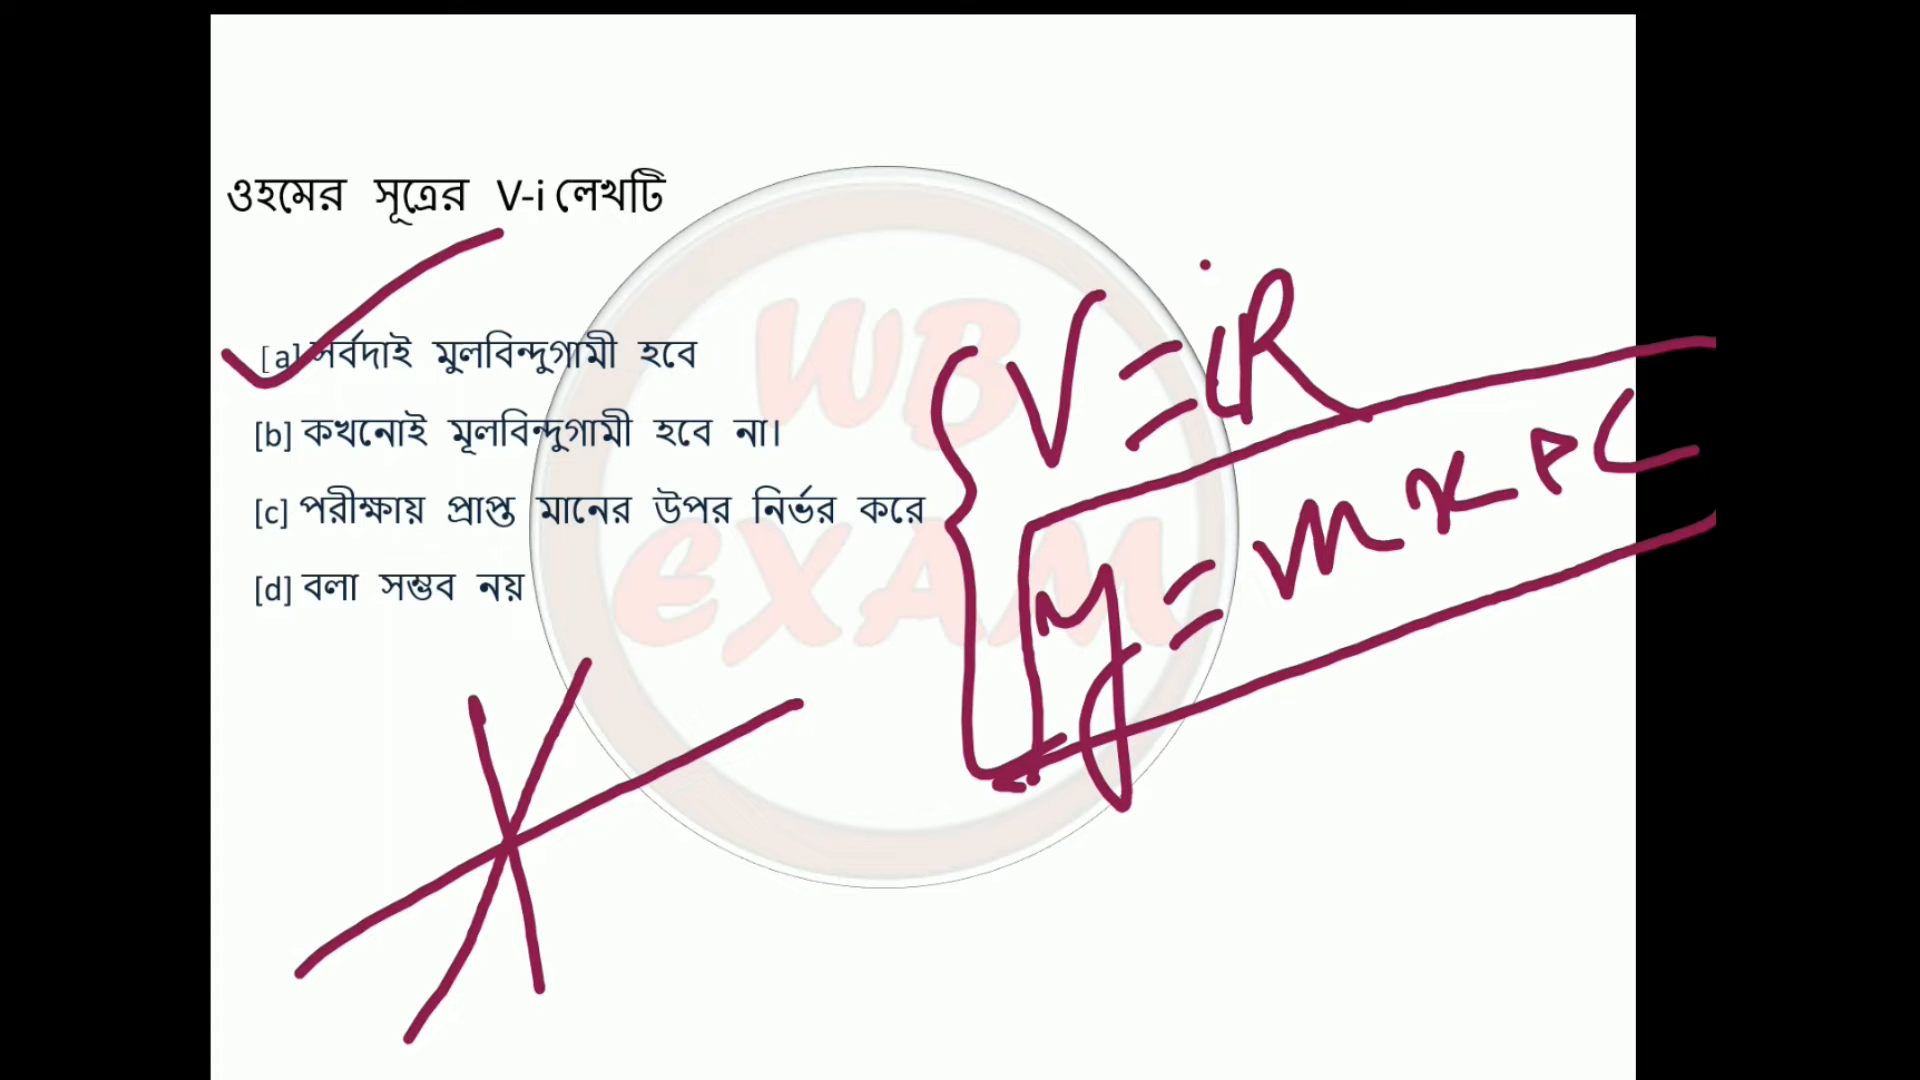 ওহমের সূত্রের V-i লেখটি
[a] সর্বদাই মুলবিন্দুগামী হবে
[b] কখনোই মূলবিন্দুগামী হবে না।
[c] পরীক্ষায় প্রাপ্ত মানের উপর নির্ভর করে
[d] বলা সম্ভব নয়
V=iR
y=mx+C
WB
EXAM